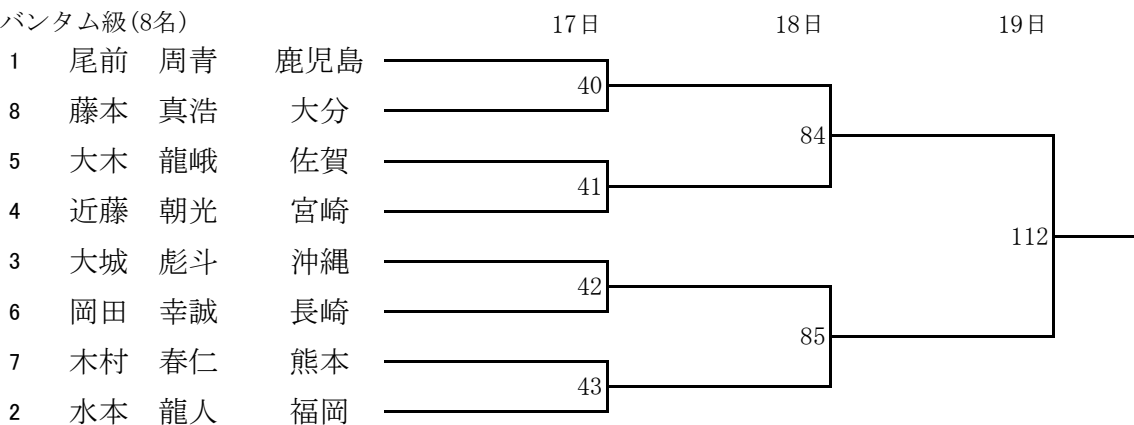 バンタム級(8名) 17日 18日 19日
1 尾前 周青 鹿児島
40
8 藤本 真浩 大分
84
5 大木 龍峨 佐賀
41
4 近藤 朝光 宮崎
112
3 大城 彪斗 沖縄
42
6 岡田 幸誠 長崎
85
7 木村 春仁 熊本
43
2 水本 龍人 福岡